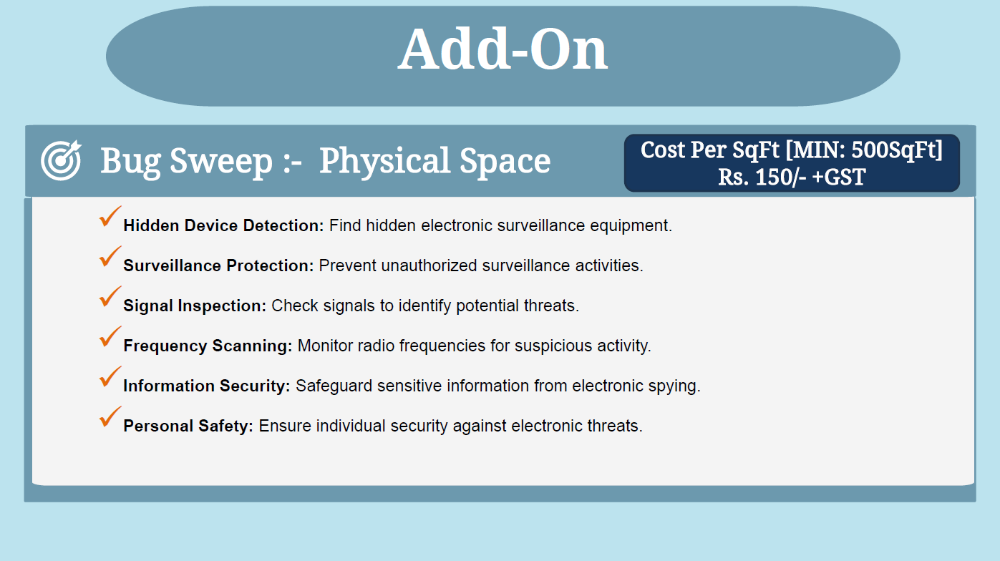 Add-On
Bug Sweep :- Physical Space
Cost Per SqFt [MIN: 500SqFt]
Rs. 150/- +GST
Hidden Device Detection: Find hidden electronic surveillance equipment.
Surveillance Protection: Prevent unauthorized surveillance activities.
Signal Inspection: Check signals to identify potential threats.
Frequency Scanning: Monitor radio frequencies for suspicious activity.
Information Security: Safeguard sensitive information from electronic spying.
Personal Safety: Ensure individual security against electronic threats.